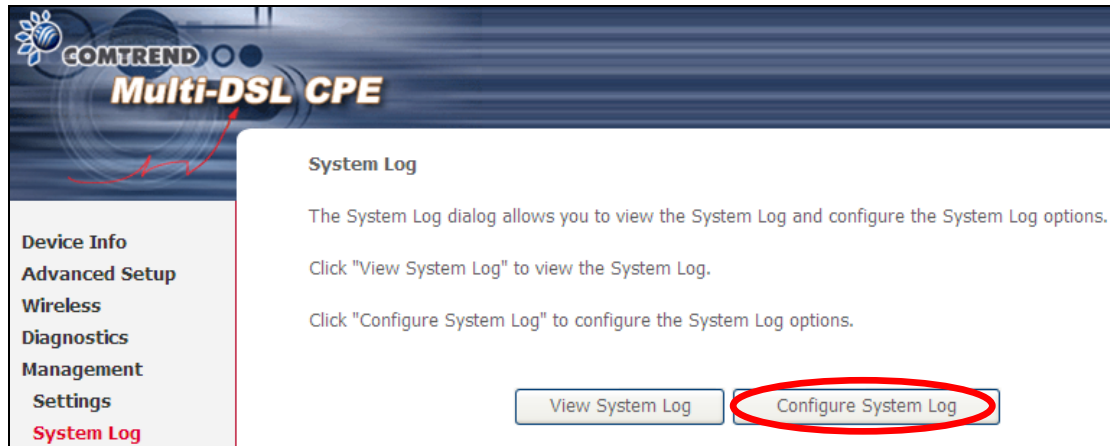 COMTREND
Multi-DSL CPE
System Log
The System Log dialog allows you to view the System Log and configure the System Log options.
Click "View System Log" to view the System Log.
Click "Configure System Log" to configure the System Log options.
View System Log
Configure System Log
Device Info
Advanced Setup
Wireless
Diagnostics
Management
Settings
System Log